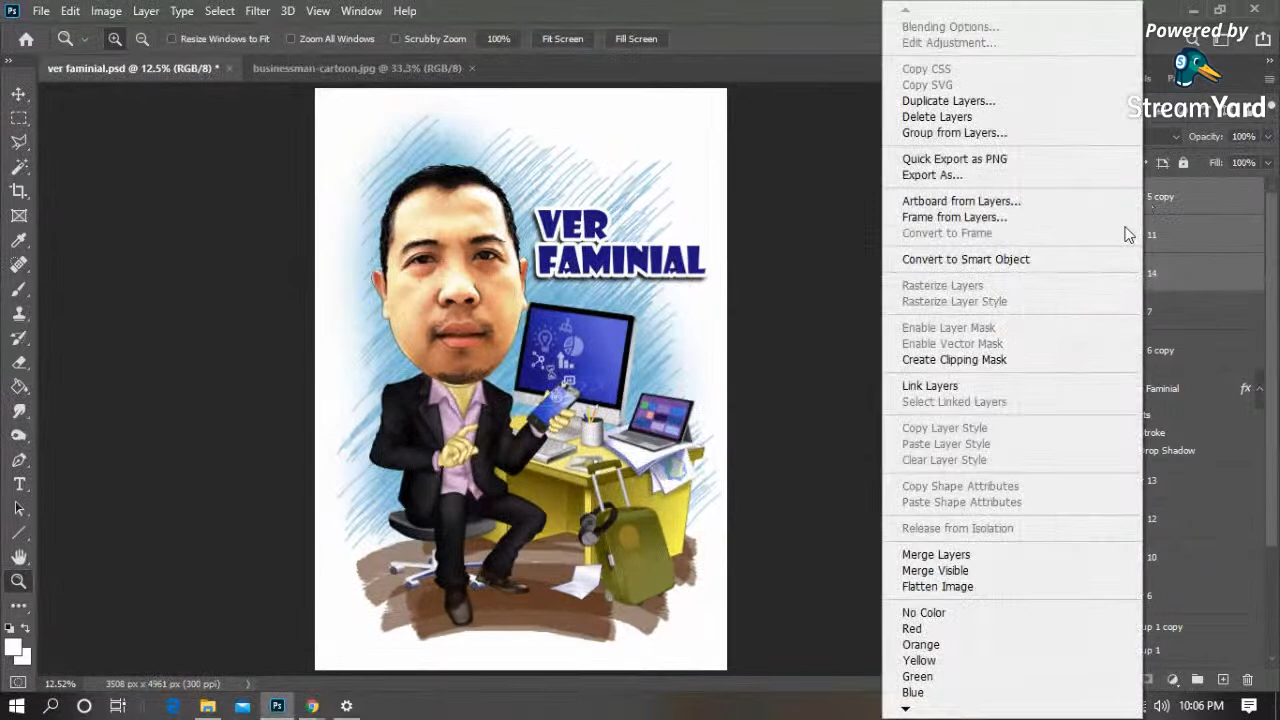 Ps File Edit Image Layer Type Select Filter 3D View Window Help
Resize Windows to Fit Zoom All Windows Scrubby Zoom 100% Fit Screen Fill Screen
ver faminial.psd @ 12.5% (RGB/8) * × businessman-cartoon.jpg @ 33.3% (RGB/8) ×
VER
FAMINIAL
Blending Options...
Edit Adjustment...
Copy CSS
Copy SVG
Duplicate Layers...
Delete Layers
Group from Layers...
Quick Export as PNG
Export As...
Artboard from Layers...
Frame from Layers...
Convert to Frame
Convert to Smart Object
Rasterize Layers
Rasterize Layer Style
Enable Layer Mask
Enable Vector Mask
Create Clipping Mask
Link Layers
Select Linked Layers
Copy Layer Style
Paste Layer Style
Clear Layer Style
Copy Shape Attributes
Paste Shape Attributes
Release from Isolation
Merge Layers
Merge Visible
Flatten Image
No Color
Red
Orange
Yellow
Green
Blue
Powered by
StreamYard
Opacity: 100%
Fill: 100%
5 copy
11
14
7
6 copy
Faminial fx
ts
troke
rop Shadow
13
12
10
6
up 1 copy
up 1
12.52% 3508 px x 4961 px (300 ppi)
10:06 PM